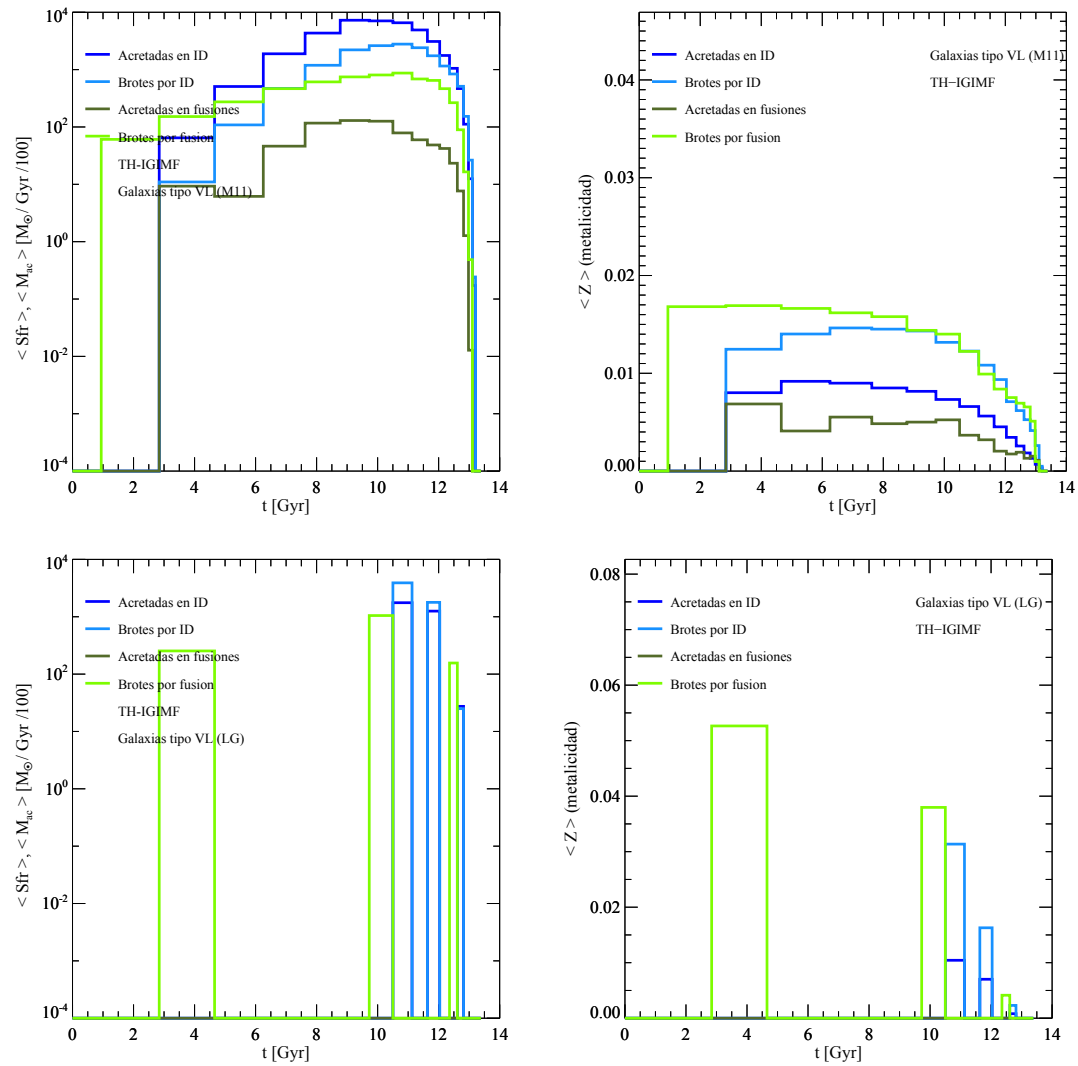 10^4
10^2
10^0
10^-2
10^-4
< Sfr >, < M_ac > [M_⊙/ Gyr /100]
Acretadas en ID
Brotes por ID
Acretadas en fusiones
Brotes por fusion
TH-IGIMF
Galaxias tipo VL (M11)
0 2 4 6 8 10 12 14
t [Gyr]
0.04
0.03
0.02
0.01
0.00
< Z > (metalicidad)
Acretadas en ID
Brotes por ID
Acretadas en fusiones
Brotes por fusion
Galaxias tipo VL (M11)
TH−IGIMF
0 2 4 6 8 10 12 14
t [Gyr]
10^4
10^2
10^0
10^-2
10^-4
< Sfr >, < M_ac > [M_⊙/ Gyr /100]
Acretadas en ID
Brotes por ID
Acretadas en fusiones
Brotes por fusion
TH-IGIMF
Galaxias tipo VL (LG)
0 2 4 6 8 10 12 14
t [Gyr]
0.08
0.06
0.04
0.02
0.00
< Z > (metalicidad)
Acretadas en ID
Brotes por ID
Acretadas en fusiones
Brotes por fusion
Galaxias tipo VL (LG)
TH−IGIMF
0 2 4 6 8 10 12 14
t [Gyr]